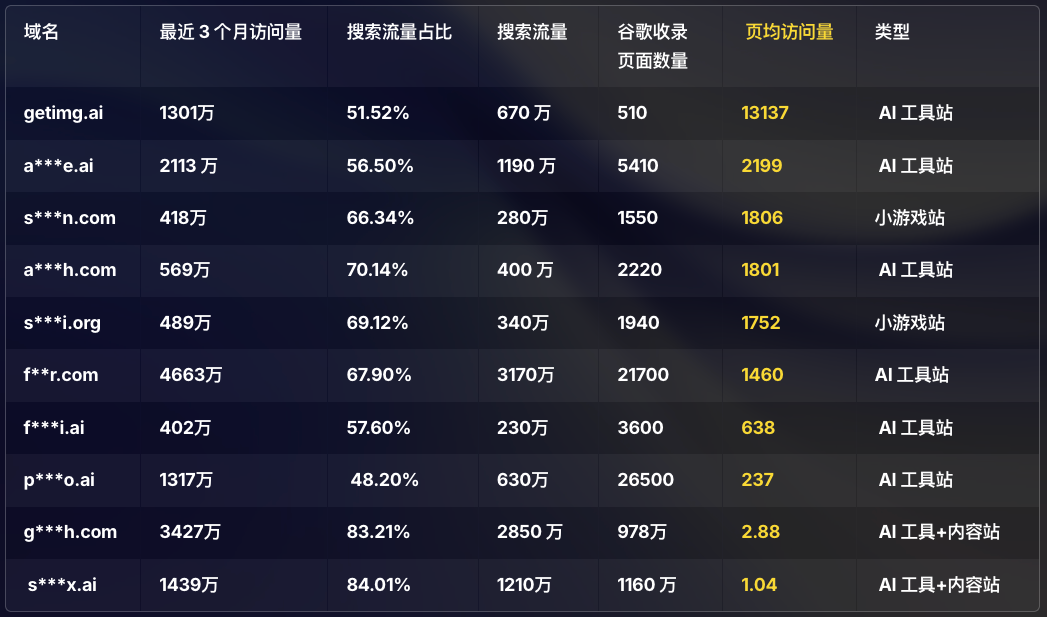 域名 最近 3 个月访问量 搜索流量占比 搜索流量 谷歌收录 页均访问量 类型
页面数量
getimg.ai 1301万 51.52% 670 万 510 13137 AI 工具站
a***e.ai 2113 万 56.50% 1190 万 5410 2199 AI 工具站
s***n.com 418万 66.34% 280万 1550 1806 小游戏站
a***h.com 569万 70.14% 400 万 2220 1801 AI 工具站
s***i.org 489万 69.12% 340万 1940 1752 小游戏站
f**r.com 4663万 67.90% 3170万 21700 1460 AI 工具站
f***i.ai 402万 57.60% 230万 3600 638 AI 工具站
p***o.ai 1317万 48.20% 630万 26500 237 AI 工具站
g***h.com 3427万 83.21% 2850 万 978万 2.88 AI 工具+内容站
s***x.ai 1439万 84.01% 1210万 1160 万 1.04 AI 工具+内容站